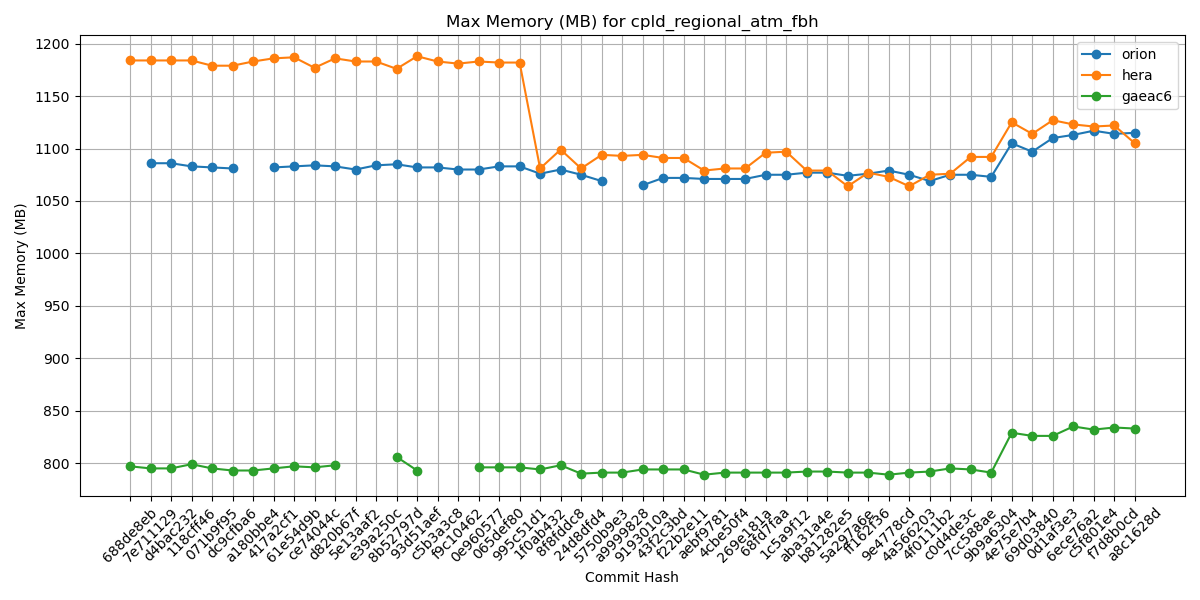 Max Memory (MB) for cpld_regional_atm_fbh
orion
hera
gaeac6
Max Memory (MB)
1200
1150
1100
1050
1000
950
900
850
800
688de8eb
7e711129
d4bac232
118cff46
071b9f95
dc9cfba6
a180bbe4
417a2cf1
61e54d9b
ce74044c
d820b67f
5e13aaf2
e39a250c
8b52797d
93d51aef
c5b3a3c8
f9c10462
0e960577
065def80
995c51d1
1f0ab432
8f6fddc8
24d8dfd4
5750b9e3
a9999828
9193010a
43f2c3bd
f22b2e11
aebf9781
4cbe50f4
269e181a
68fd7faa
1c5a9f12
aba31a4e
b81282e5
5a297a6e
ff162f36
9e4778cd
4a566203
4f0111b2
c0d4de3c
7cc588ae
9b9a6304
4e75e7b4
69d03840
0d1af3e3
6ece76a2
c5f801e4
f7d8b0cd
a8c1628d
Commit Hash